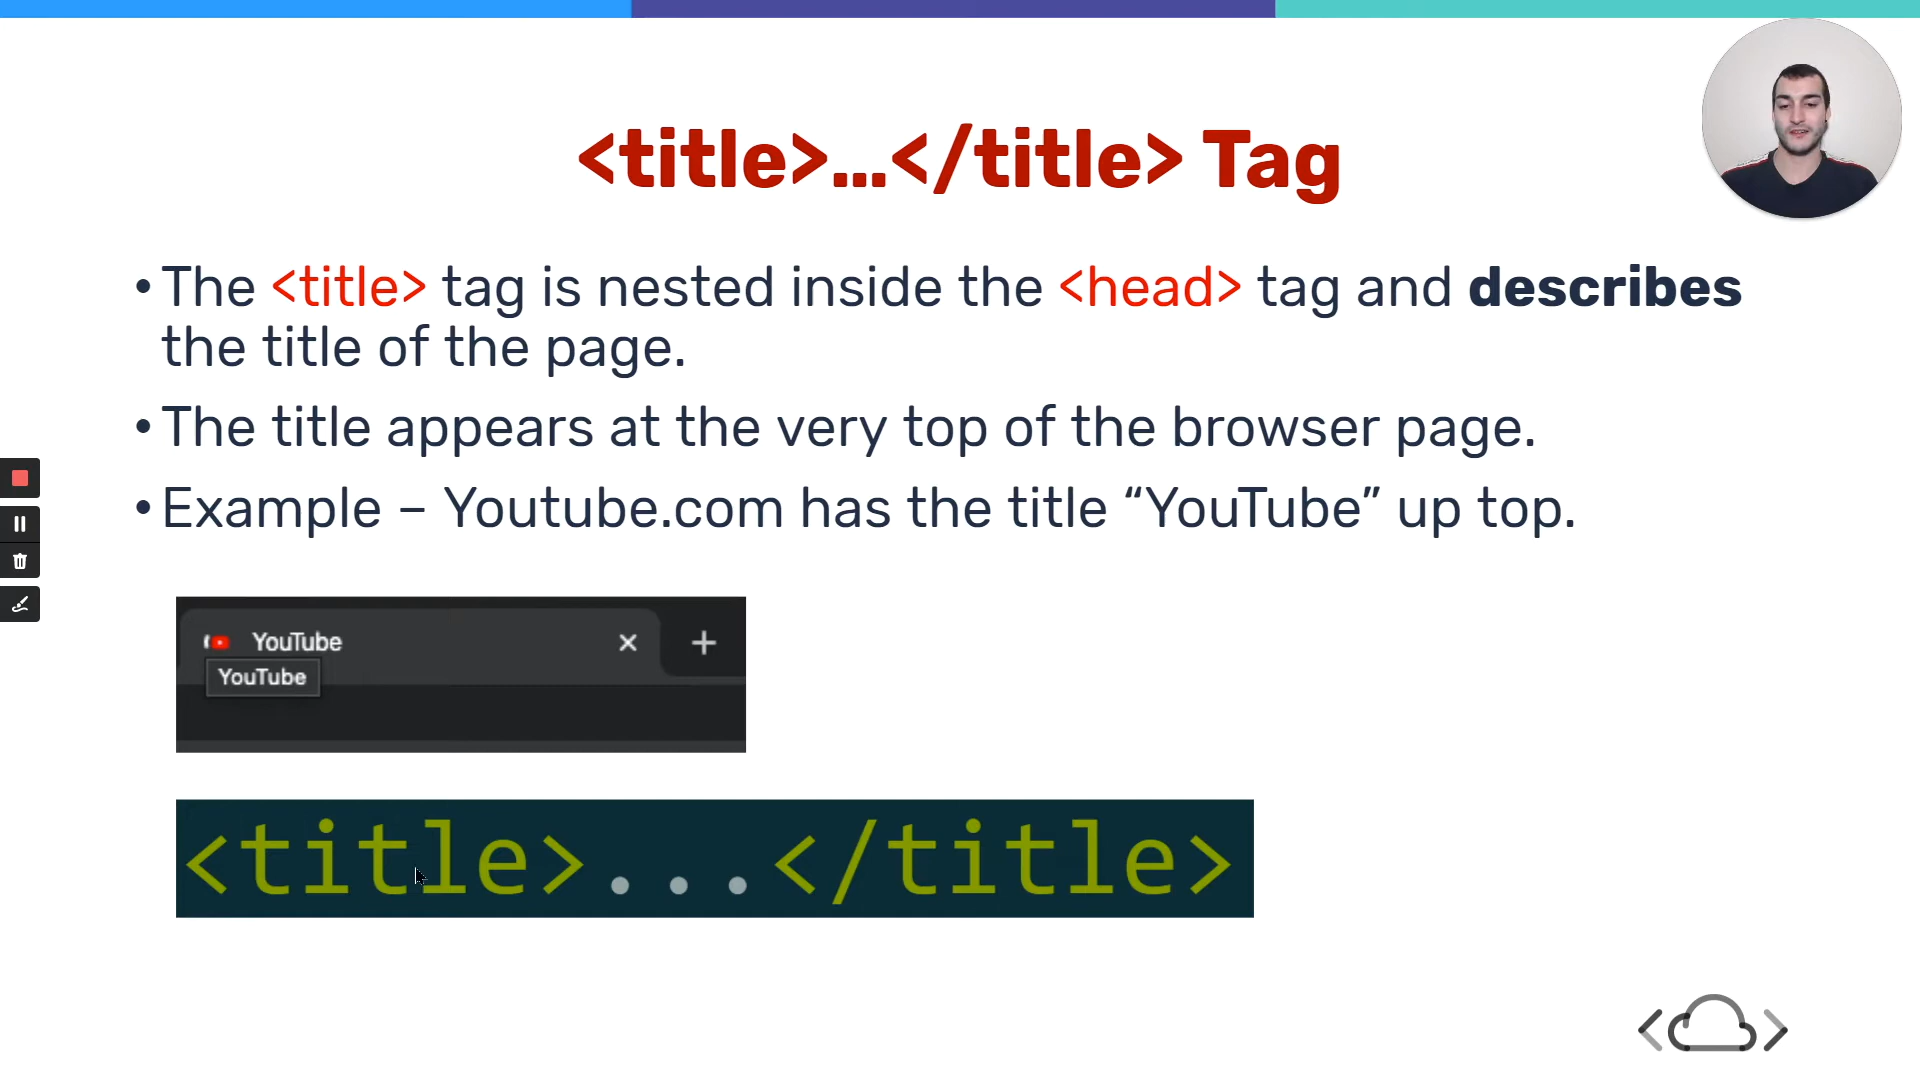 <title>...</title> Tag
• The <title> tag is nested inside the <head> tag and describes
the title of the page.
• The title appears at the very top of the browser page.
• Example – Youtube.com has the title “YouTube” up top.
YouTube
YouTube
<title>...</title>